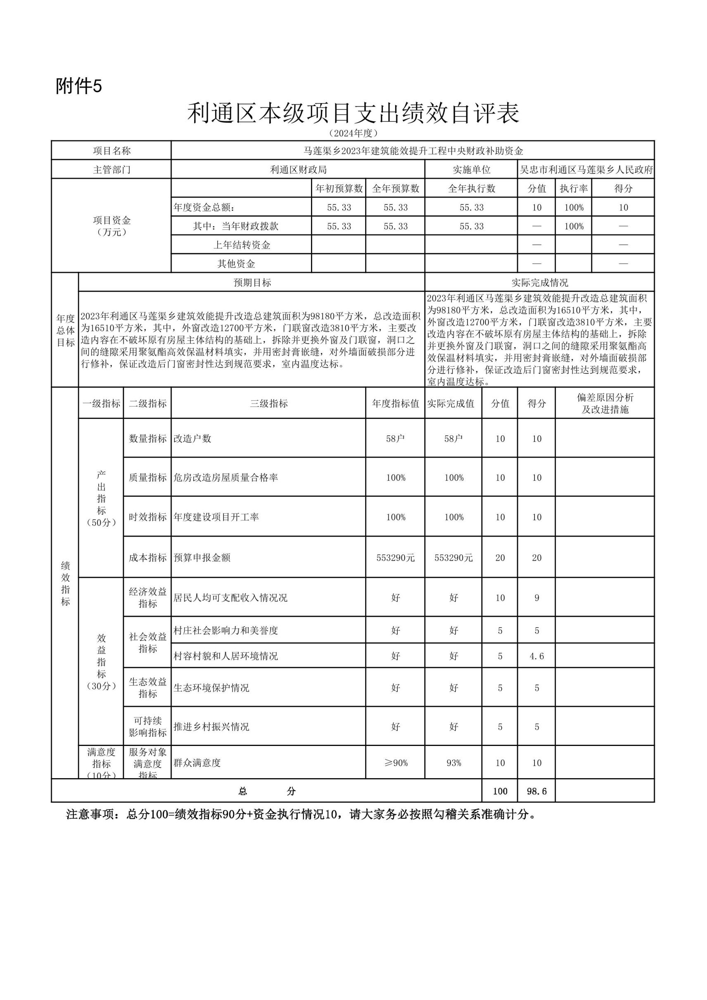 附件5
利通区本级项目支出绩效自评表
（2024年度）
项目名称 马莲渠乡2023年建筑能效提升工程中央财政补助资金
主管部门 利通区财政局 实施单位 吴忠市利通区马莲渠乡人民政府
项目资金
（万元）
年初预算数 全年预算数 全年执行数 分值 执行率 得分
年度资金总额： 55.33 55.33 55.33 10 100% 10
其中：当年财政拨款 55.33 55.33 55.33 — 100% —
上年结转资金 — —
其他资金 — —
年度
总体
目标
预期目标
2023年利通区马莲渠乡建筑效能提升改造总建筑面积为98180平方米，总改造面积
为16510平方米，其中，外窗改造12700平方米，门联窗改造3810平方米，主要改
造内容在不破坏原有房屋主体结构的基础上，拆除并更换外窗及门联窗，洞口之
间的缝隙采用聚氨酯高效保温材料填实，并用密封膏嵌缝，对外墙面破损部分进
行修补，保证改造后门窗密封性达到规范要求，室内温度达标。
实际完成情况
2023年利通区马莲渠乡建筑效能提升改造总建筑面积
为98180平方米，总改造面积为16510平方米，其中，
外窗改造12700平方米，门联窗改造3810平方米，主要
改造内容在不破坏原有房屋主体结构的基础上，拆除
并更换外窗及门联窗，洞口之间的缝隙采用聚氨酯高
效保温材料填实，并用密封膏嵌缝，对外墙面破损部
分进行修补，保证改造后门窗密封性达到规范要求，
室内温度达标。
绩
效
指
标
一级指标 二级指标 三级指标 年度指标值 实际完成值 分值 得分 偏差原因分析
及改进措施
产
出
指
标
（50分）
数量指标 改造户数 58户 58户 10 10
质量指标 危房改造房屋质量合格率 100% 100% 10 10
时效指标 年度建设项目开工率 100% 100% 10 10
成本指标 预算申报金额 553290元 553290元 20 20
效
益
指
标
（30分）
经济效益
指标
居民人均可支配收入情况况 好 好 10 9
社会效益
指标
村庄社会影响力和美誉度 好 好 5 5
村容村貌和人居环境情况 好 好 5 4.6
生态效益
指标
生态环境保护情况 好 好 5 5
可持续
影响指标
推进乡村振兴情况 好 好 5 5
满意度
指标
（10分）
服务对象
满意度
指标
群众满意度 ≥90% 93% 10 10
总 分 100 98.6
注意事项：总分100=绩效指标90分+资金执行情况10，请大家务必按照勾稽关系准确计分。